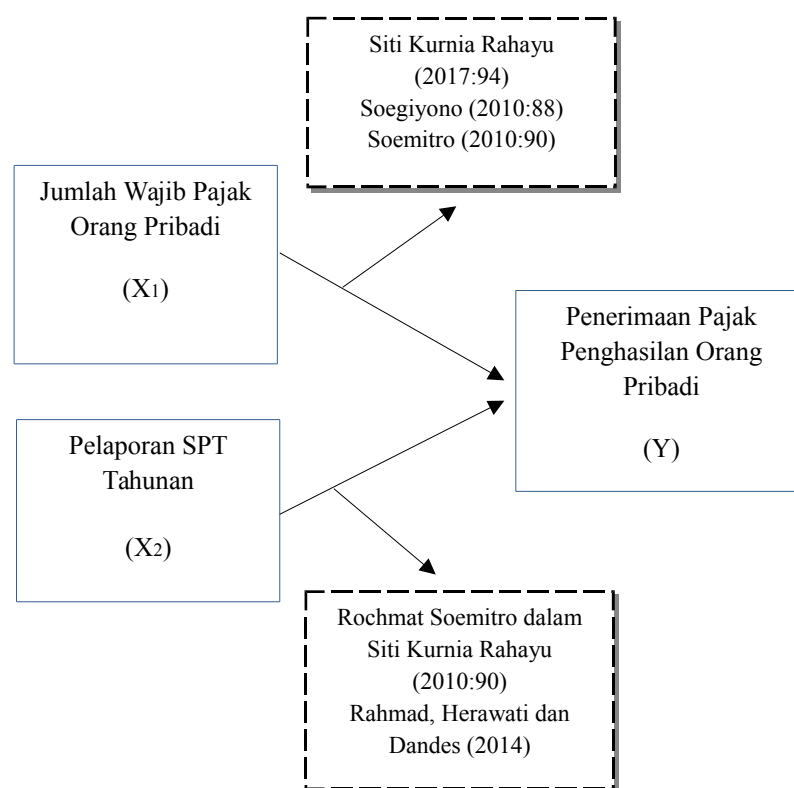 Siti Kurnia Rahayu
(2017:94)
Soegiyono (2010:88)
Soemitro (2010:90)
Jumlah Wajib Pajak
Orang Pribadi
(X1)
Penerimaan Pajak
Penghasilan Orang
Pribadi
(Y)
Pelaporan SPT
Tahunan
(X2)
Rochmat Soemitro dalam
Siti Kurnia Rahayu
(2010:90)
Rahmad, Herawati dan
Dandes (2014)